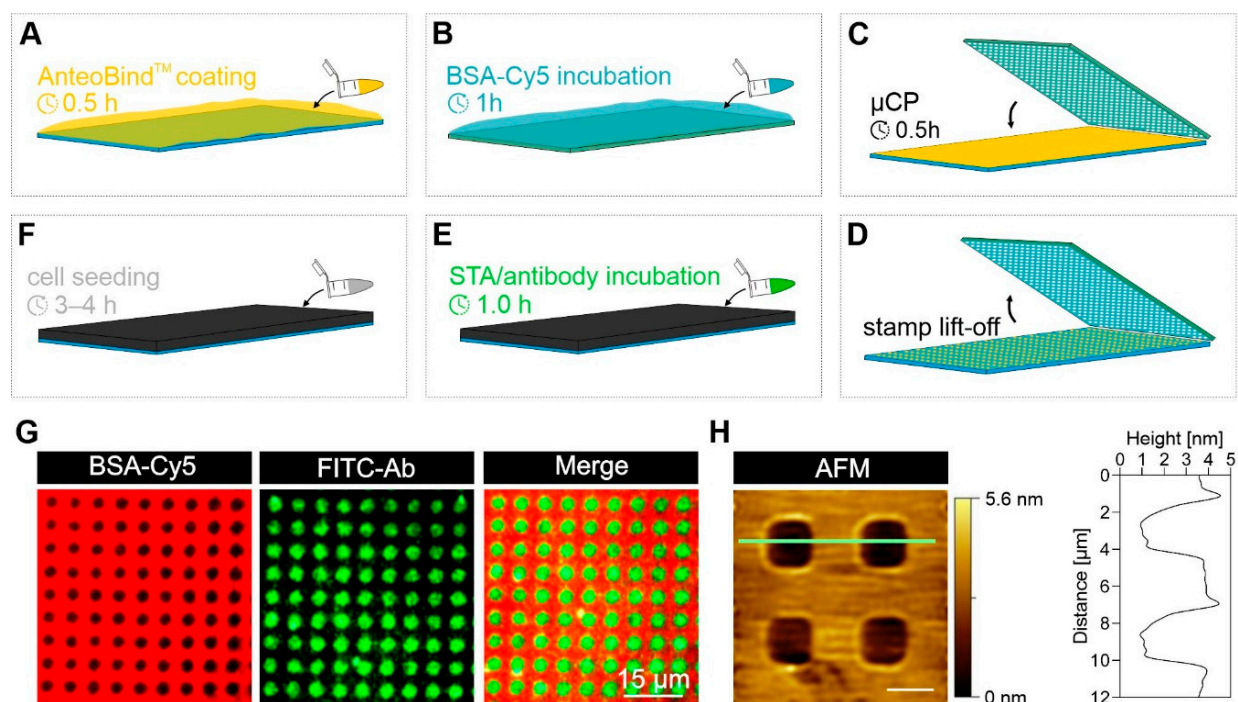 A
AnteoBind™ coating
0.5 h
B
BSA-Cy5 incubation
1h
C
µCP
0.5h
F
cell seeding
3–4 h
E
STA/antibody incubation
1.0 h
D
stamp lift-off
G
BSA-Cy5
FITC-Ab
Merge
15 µm
H
AFM
5.6 nm
0 nm
Height [nm]
0 1 2 3 4 5
Distance [µm]
0
2
4
6
8
10
12